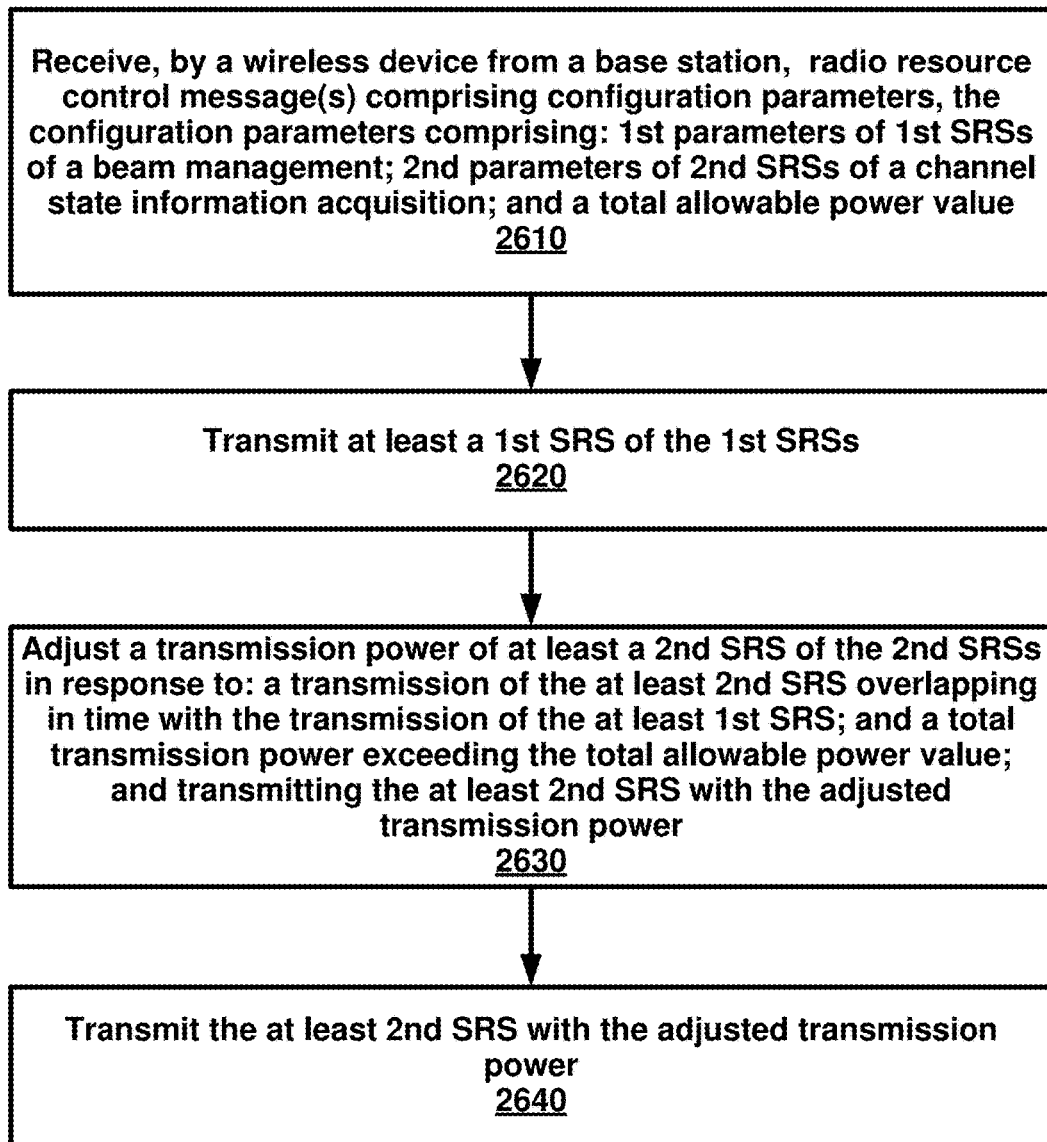 Receive, by a wireless device from a base station, radio resource
control message(s) comprising configuration parameters, the
configuration parameters comprising: 1st parameters of 1st SRSs
of a beam management; 2nd parameters of 2nd SRSs of a channel
state information acquisition; and a total allowable power value
2610
Transmit at least a 1st SRS of the 1st SRSs
2620
Adjust a transmission power of at least a 2nd SRS of the 2nd SRSs
in response to: a transmission of the at least 2nd SRS overlapping
in time with the transmission of the at least 1st SRS; and a total
transmission power exceeding the total allowable power value;
and transmitting the at least 2nd SRS with the adjusted
transmission power
2630
Transmit the at least 2nd SRS with the adjusted transmission
power
2640